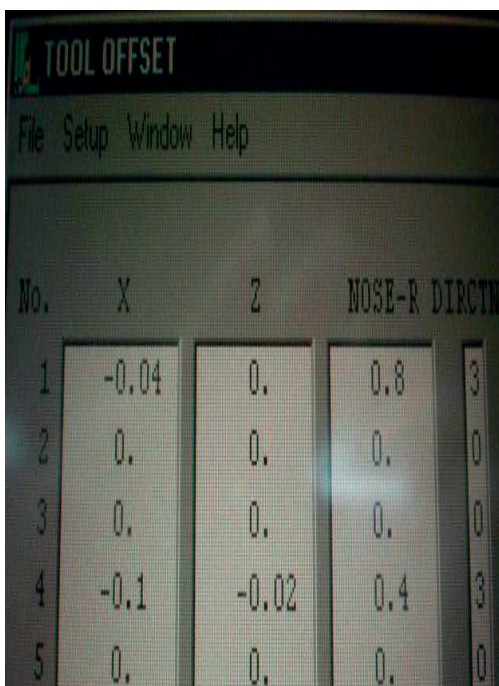 TOOL OFFSET
File Setup Window Help
No. X Z NOSE-R DIRCTN
1 -0.04 0. 0.8 3
2 0. 0. 0. 0
3 0. 0. 0. 0
4 -0.1 -0.02 0.4 3
5 0. 0. 0. 0